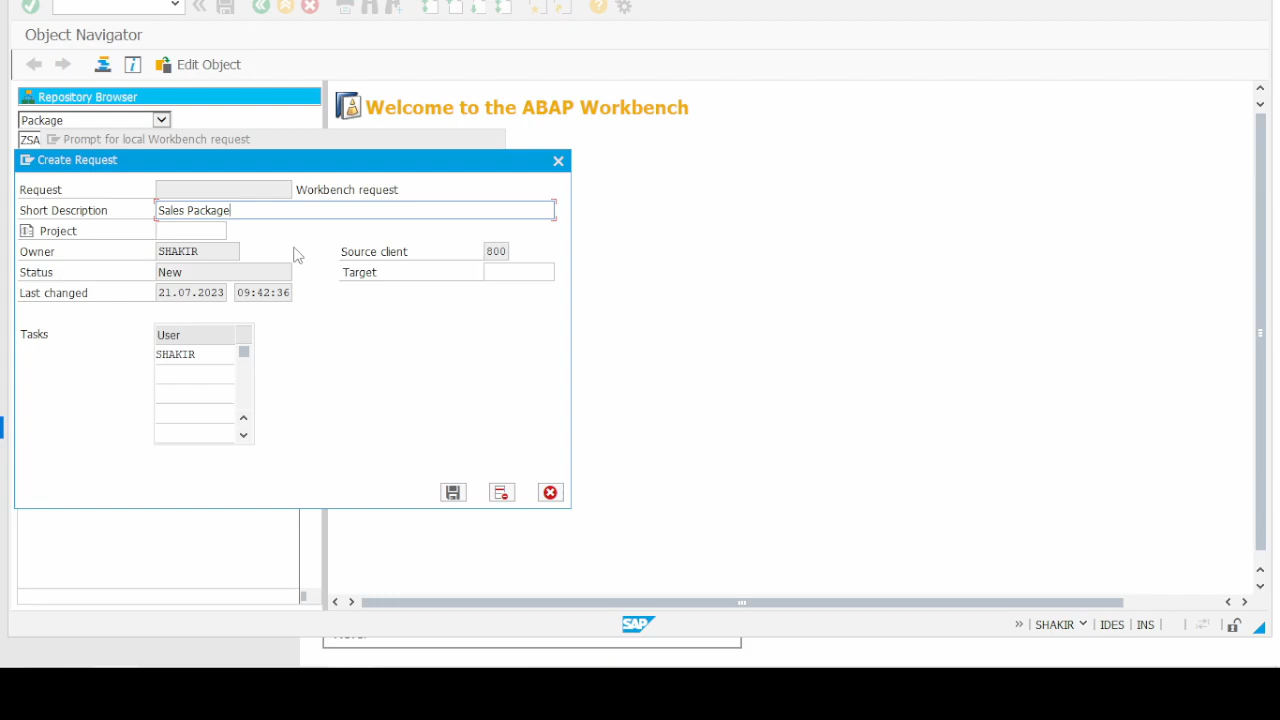 Object Navigator
Edit Object
Repository Browser
Package
ZSA
Prompt for local Workbench request
Welcome to the ABAP Workbench
Create Request
Request Workbench request
Short Description Sales Package
Project
Owner SHAKIR Source client 800
Status New Target
Last changed 21.07.2023 09:42:36
Tasks User
SHAKIR
SAP
SHAKIR IDES INS